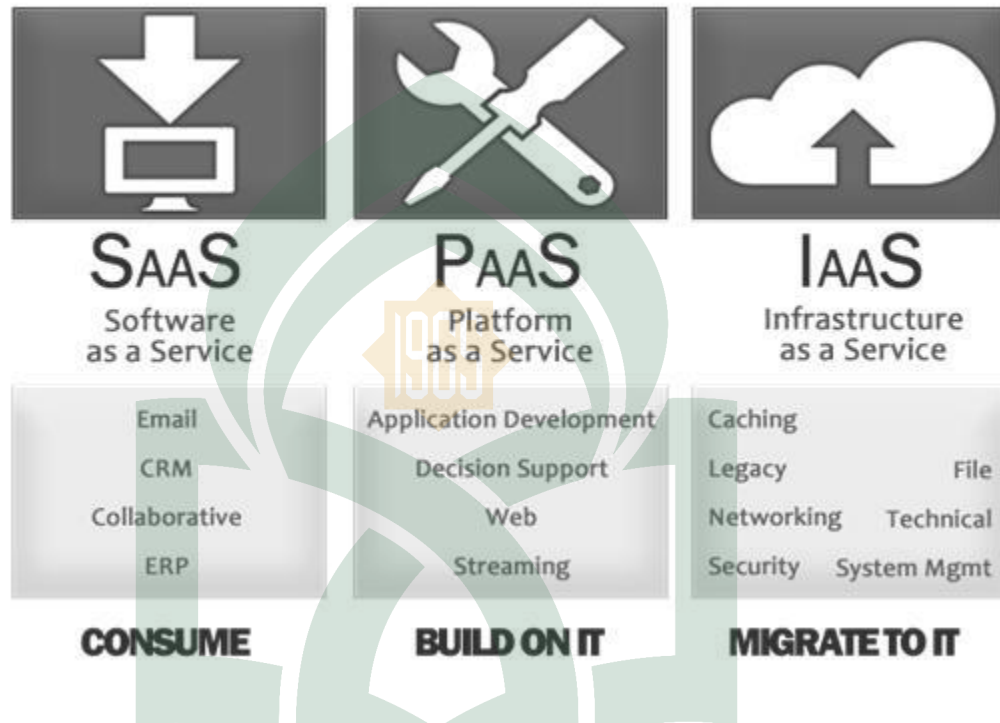 SAAS
Software
as a Service
Email
CRM
Collaborative
ERP
CONSUME
PAAS
Platform
as a Service
1905
Application Development
Decision Support
Web
Streaming
BUILD ON IT
IAAS
Infrastructure
as a Service
Caching
Legacy File
Networking Technical
Security System Mgmt
MIGRATE TO IT